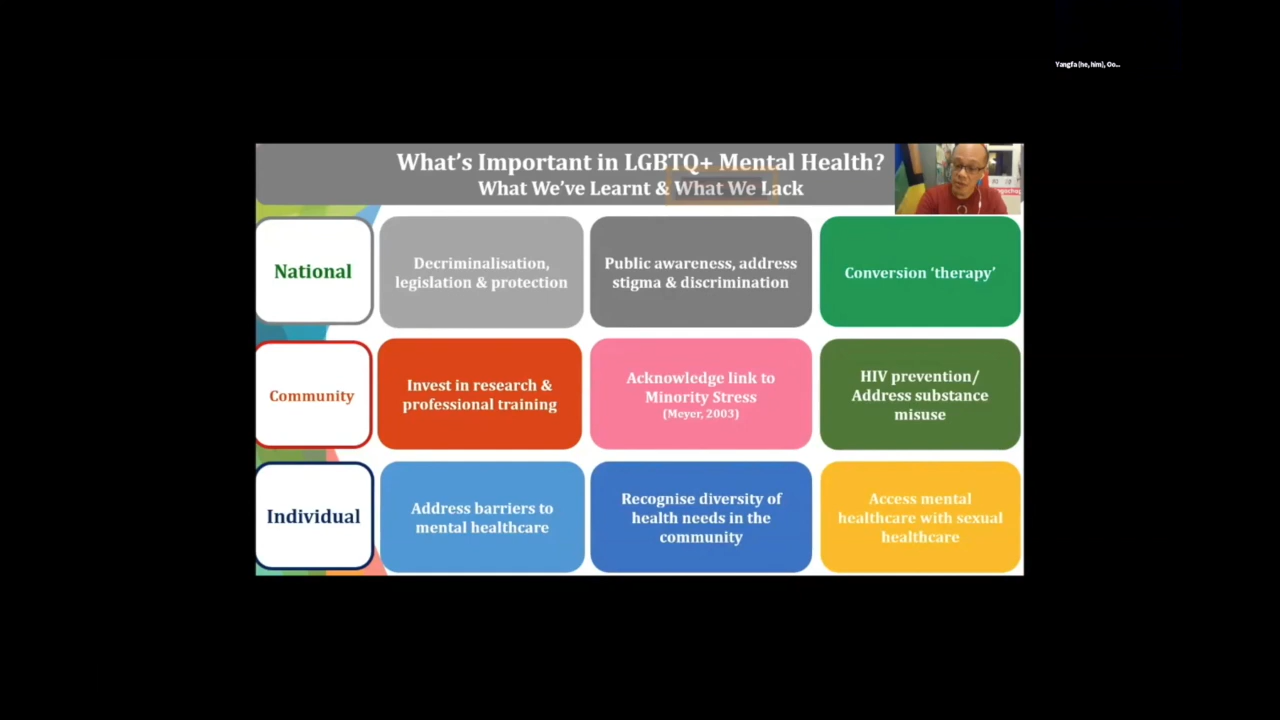 Yangfa (he, him), Oo...
What's Important in LGBTQ+ Mental Health?
What We've Learnt & What We Lack
National
Decriminalisation,
legislation & protection
Public awareness, address
stigma & discrimination
Conversion 'therapy'
Community
Invest in research &
professional training
Acknowledge link to
Minority Stress
(Meyer, 2003)
HIV prevention/
Address substance
misuse
Individual
Address barriers to
mental healthcare
Recognise diversity of
health needs in the
community
Access mental
healthcare with sexual
healthcare